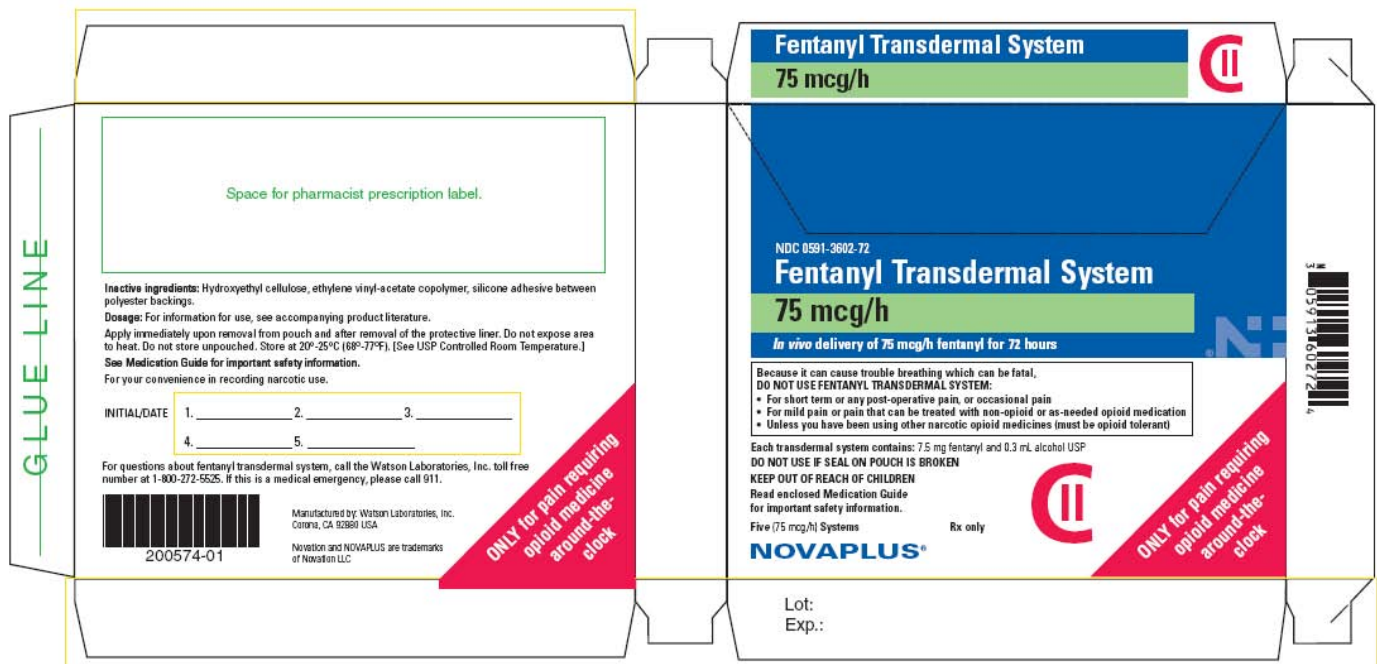 GLUE LINE
Space for pharmacist prescription label.
Inactive ingredients: Hydroxyethyl cellulose, ethylene vinyl-acetate copolymer, silicone adhesive between
polyester backings.
Dosage: For information for use, see accompanying product literature.
Apply immediately upon removal from pouch and after removal of the protective liner. Do not expose area
to heat. Do not store unpouched. Store at 20º-25ºC (68º-77ºF). [See USP Controlled Room Temperature.]
See Medication Guide for important safety information.
For your convenience in recording narcotic use.
INITIAL/DATE 1. 2. 3.
4. 5.
For questions about fentanyl transdermal system, call the Watson Laboratories, Inc. toll free
number at 1-800-272-5525. If this is a medical emergency, please call 911.
200574-01
Manufactured by: Watson Laboratories, Inc.
Corona, CA 92880 USA
Novation and NOVAPLUS are trademarks
of Novation LLC
ONLY for pain requiring
opioid medicine
around-the-
clock
Fentanyl Transdermal System
75 mcg/h
CII
NDC 0591-3602-72
Fentanyl Transdermal System
75 mcg/h
In vivo delivery of 75 mcg/h fentanyl for 72 hours
Because it can cause trouble breathing which can be fatal,
DO NOT USE FENTANYL TRANSDERMAL SYSTEM:
• For short term or any post-operative pain, or occasional pain
• For mild pain or pain that can be treated with non-opioid or as-needed opioid medication
• Unless you have been using other narcotic opioid medicines (must be opioid tolerant)
Each transdermal system contains: 7.5 mg fentanyl and 0.3 mL alcohol USP
DO NOT USE IF SEAL ON POUCH IS BROKEN
KEEP OUT OF REACH OF CHILDREN
Read enclosed Medication Guide
for important safety information.
Five (75 mcg/h) Systems Rx only
NOVAPLUS®
CII
ONLY for pain requiring
opioid medicine
around-the-
clock
Lot:
Exp.:
N
3 0591360272 4